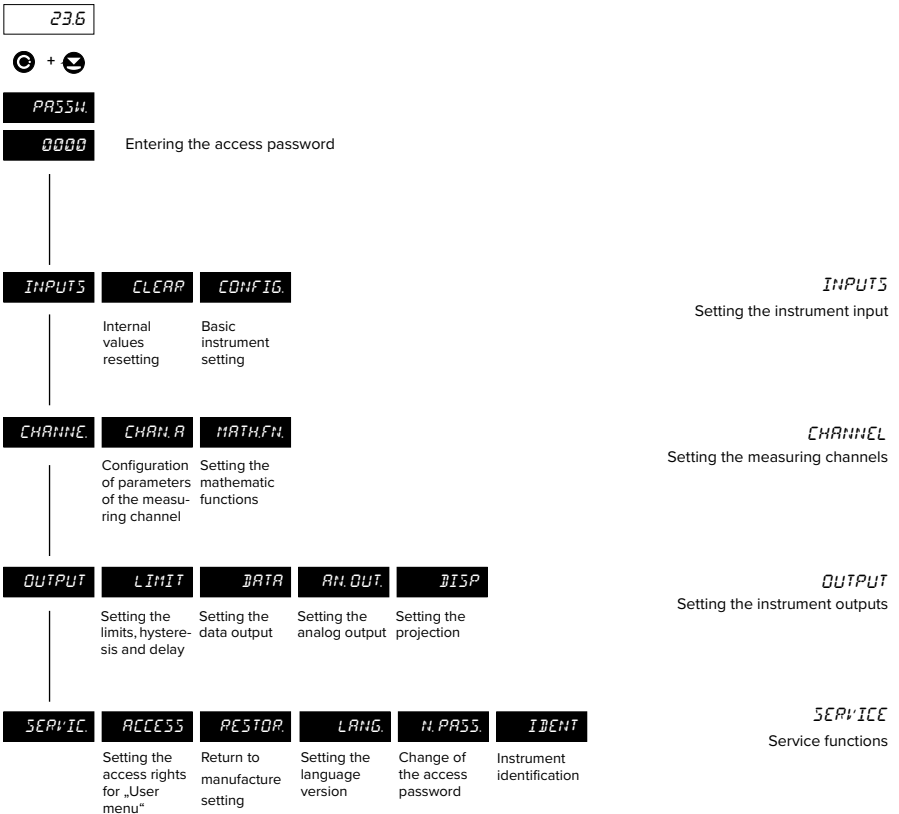 23.6
+
PASSW.
0000 Entering the access password
INPUTS CLEAR CONFIG.
Internal
values
resetting
Basic
instrument
setting
INPUTS
Setting the instrument input
CHANNE. CHAN. A MATH.FN.
Configuration
of parameters
of the measu-
ring channel
Setting the
mathematic
functions
CHANNEL
Setting the measuring channels
OUTPUT LIMIT DATA AN. OUT. DISP
Setting the
limits, hystere-
sis and delay
Setting the
data output
Setting the
analog output
Setting the
projection
OUTPUT
Setting the instrument outputs
SERVIC. ACCESS RESTOR. LANG. N. PASS. IDENT
Setting the
access rights
for „User
menu“
Return to
manufacture
setting
Setting the
language
version
Change of
the access
password
Instrument
identification
SERVICE
Service functions